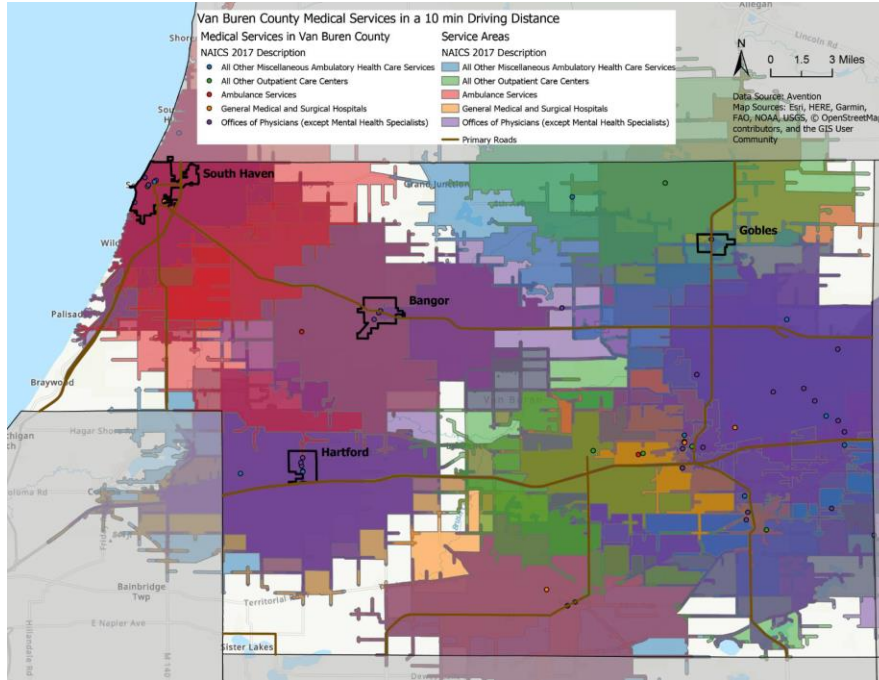 Van Buren County Medical Services in a 10 min Driving Distance
Medical Services in Van Buren County
NAICS 2017 Description
All Other Miscellaneous Ambulatory Health Care Services
All Other Outpatient Care Centers
Ambulance Services
General Medical and Surgical Hospitals
Offices of Physicians (except Mental Health Specialists)
Service Areas
NAICS 2017 Description
All Other Miscellaneous Ambulatory Health Care Services
All Other Outpatient Care Centers
Ambulance Services
General Medical and Surgical Hospitals
Offices of Physicians (except Mental Health Specialists)
Primary Roads
Allegan
Lincoln Rd
N
0 1.5 3 Miles
Data Source: Avention
Map Sources: Esri, HERE, Garmin,
FAO, NOAA, USGS, © OpenStreetMap
contributors, and the GIS User
Community
South Haven
Grand Junction
Gobles
Bangor
Braywood
Hagar Shore Rd
Hartford
Bainbridge
Twp
Territorial
E Napier Ave
Sister Lakes
M 140